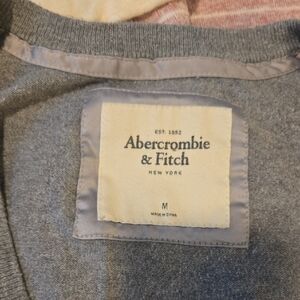 EST. 1892
Abercrombie
& Fitch
NEW YORK
M
MADE IN CHINA